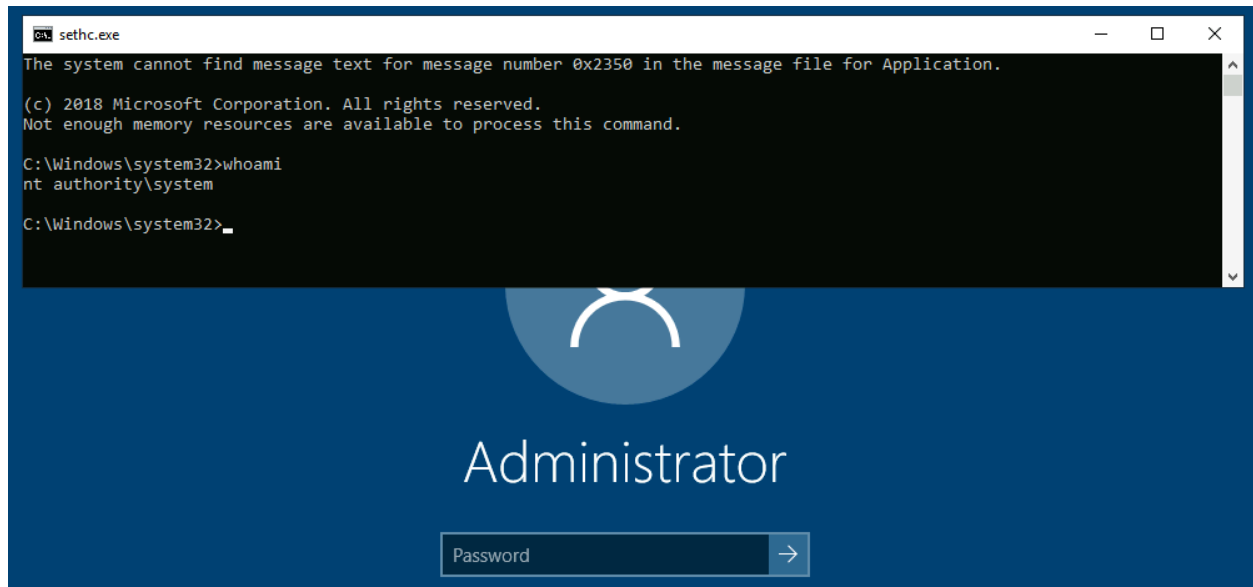 sethc.exe
The system cannot find message text for message number 0x2350 in the message file for Application.
(c) 2018 Microsoft Corporation. All rights reserved.
Not enough memory resources are available to process this command.
C:\Windows\system32>whoami
nt authority\system
C:\Windows\system32>
Administrator
Password